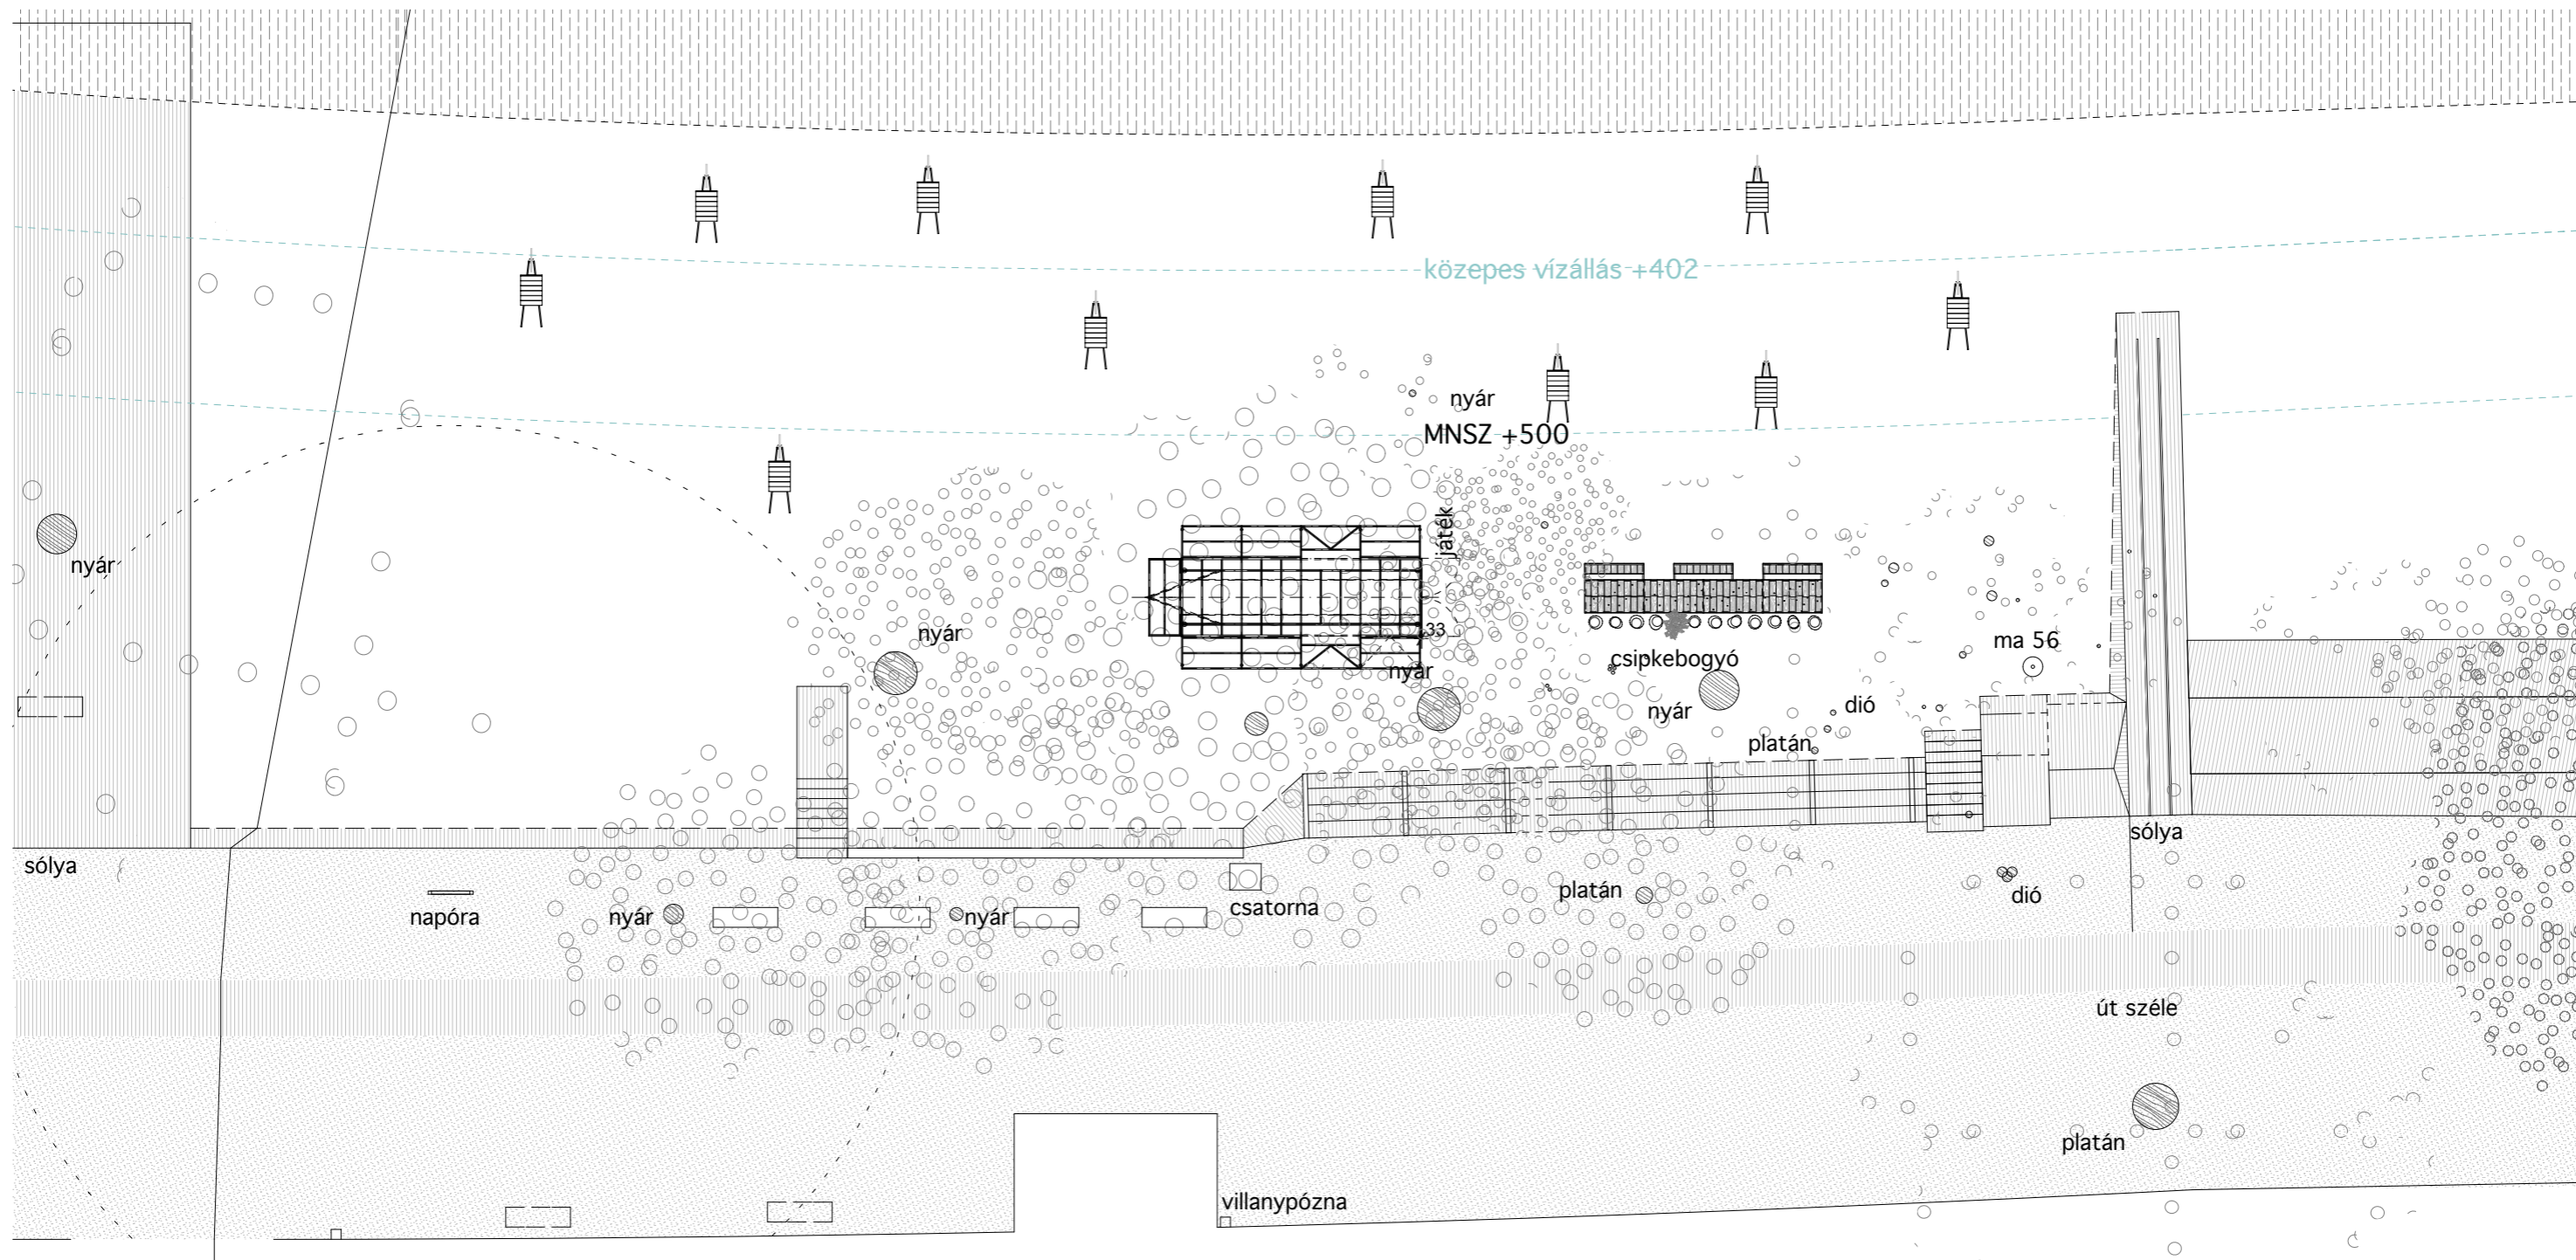 közepes vízállás +402
nyár
MNSZ +500
játék
nyár
nyár
33
ma 56
csipkebogyó
nyár
nyár
dió
platán
sólya
sólya
platán
dió
napóra
nyár
nyár
csatorna
út széle
platán
villanypózna